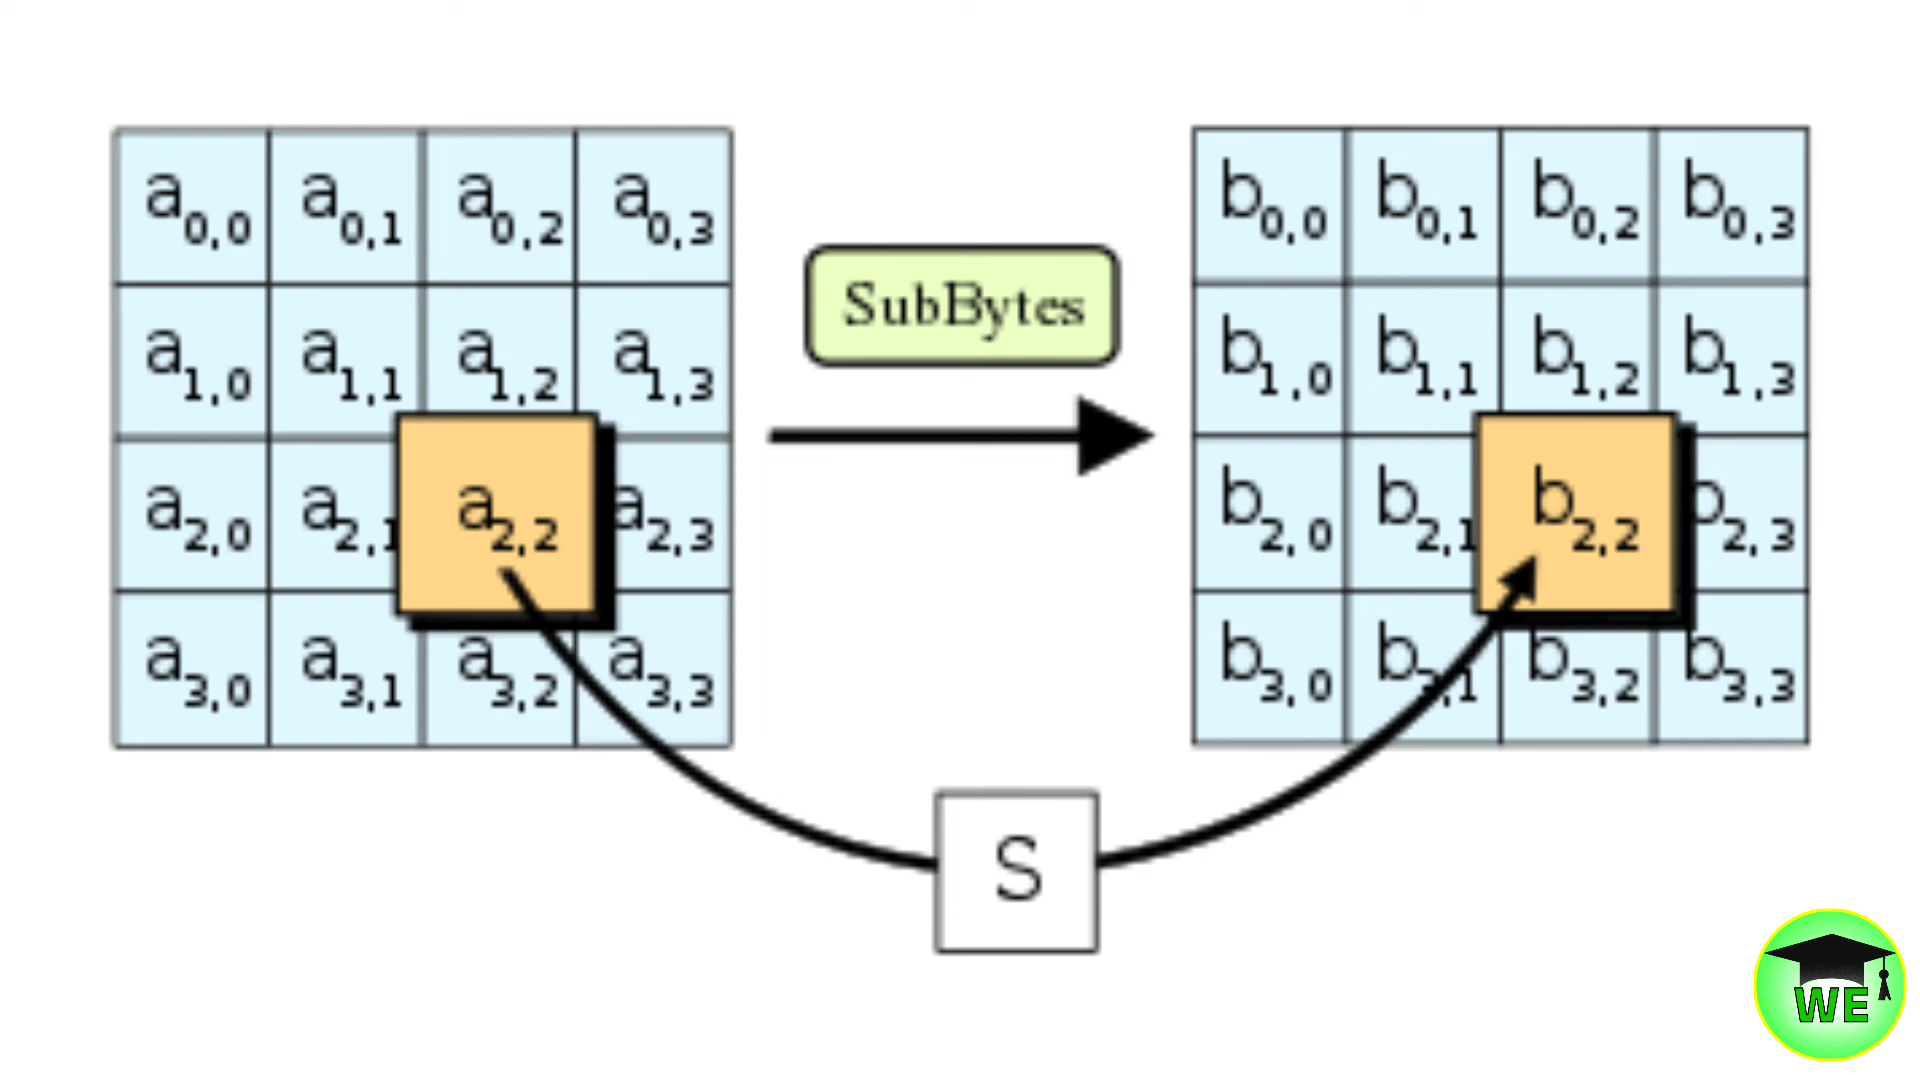 a0,0 a0,1 a0,2 a0,3
b0,0 b0,1 b0,2 b0,3
SubBytes
a1,0 a1,1 a1,2 a1,3
b1,0 b1,1 b1,2 b1,3
a2,0 a2,1 a2,2 a2,3
b2,0 b2,1 b2,2 b2,3
a3,0 a3,1 a3,2 a3,3
b3,0 b3,1 b3,2 b3,3
S
WE